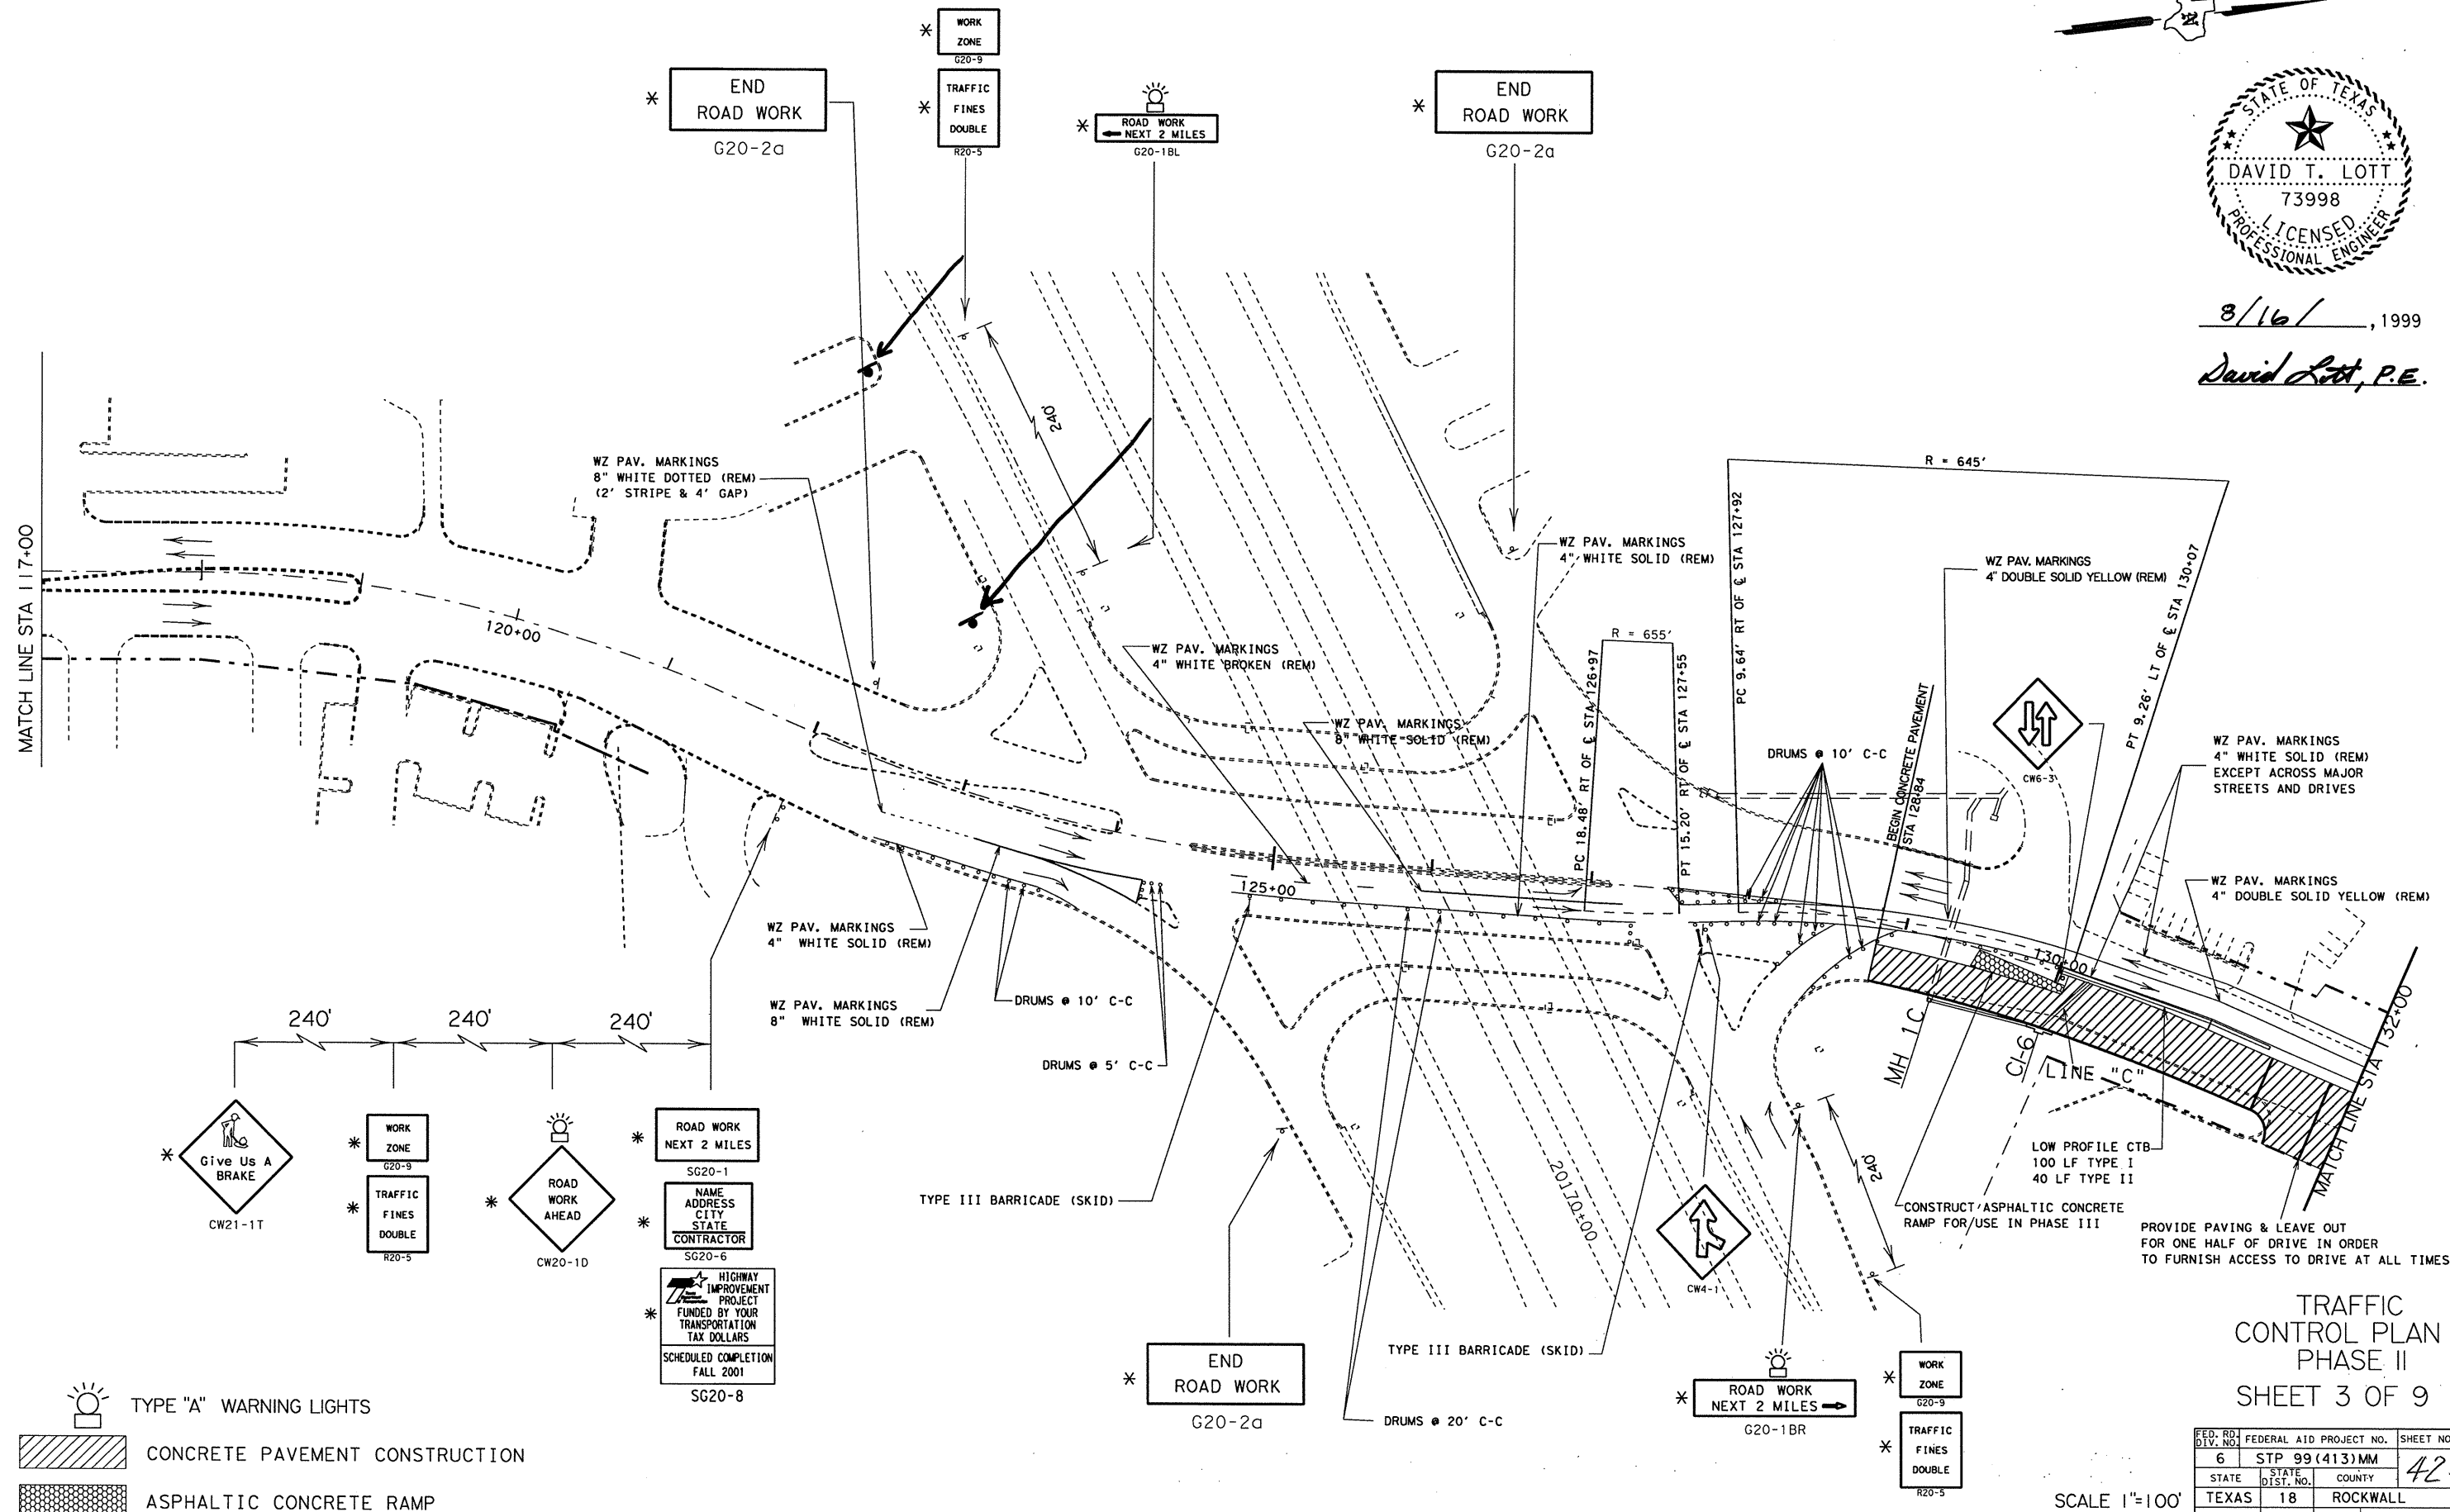 WORK
ZONE
G20-9
TRAFFIC
FINES
DOUBLE
R20-5
END
ROAD WORK
G20-2a
ROAD WORK
NEXT 2 MILES
G20-1BL
END
ROAD WORK
G20-2a
N
STATE OF TEXAS
DAVID T. LOTT
73998
LICENSED
PROFESSIONAL ENGINEER
8/16/ , 1999
David Lott, P.E.
240'
WZ PAV. MARKINGS
8" WHITE DOTTED (REM)
(2' STRIPE & 4' GAP)
MATCH LINE STA 117+00
120+00
WZ PAV. MARKINGS
4" WHITE SOLID (REM)
R = 645'
PC 9.64' RT OF ℄ STA 127+92
PT 9.26' LT OF ℄ STA 130+07
WZ PAV. MARKINGS
4" DOUBLE SOLID YELLOW (REM)
R = 655'
PC 18.48' RT OF ℄ STA 126+97
PT 15.20' RT OF ℄ STA 127+55
WZ PAV. MARKINGS
4" WHITE BROKEN (REM)
WZ PAV. MARKINGS
8" WHITE SOLID (REM)
DRUMS @ 10' C-C
BEGIN CONCRETE PAVEMENT
STA 128+84
CW6-3
WZ PAV. MARKINGS
4" WHITE SOLID (REM)
EXCEPT ACROSS MAJOR
STREETS AND DRIVES
WZ PAV. MARKINGS
4" DOUBLE SOLID YELLOW (REM)
125+00
130+00
WZ PAV. MARKINGS
4" WHITE SOLID (REM)
WZ PAV. MARKINGS
8" WHITE SOLID (REM)
DRUMS @ 10' C-C
DRUMS @ 5' C-C
240'
240'
240'
Give Us A
BRAKE
CW21-1T
WORK
ZONE
G20-9
TRAFFIC
FINES
DOUBLE
R20-5
ROAD
WORK
AHEAD
CW20-1D
ROAD WORK
NEXT 2 MILES
SG20-1
NAME
ADDRESS
CITY
STATE
CONTRACTOR
SG20-6
HIGHWAY
IMPROVEMENT
PROJECT
FUNDED BY YOUR
TRANSPORTATION
TAX DOLLARS
SCHEDULED COMPLETION
FALL 2001
SG20-8
TYPE III BARRICADE (SKID)
20170+00
MH 1C
CI-6
LINE "C"
MATCH LINE STA 132+00
240'
LOW PROFILE CTB
100 LF TYPE I
40 LF TYPE II
CONSTRUCT ASPHALTIC CONCRETE
RAMP FOR USE IN PHASE III
PROVIDE PAVING & LEAVE OUT
FOR ONE HALF OF DRIVE IN ORDER
TO FURNISH ACCESS TO DRIVE AT ALL TIMES
CW4-1
END
ROAD WORK
G20-2a
TYPE III BARRICADE (SKID)
DRUMS @ 20' C-C
ROAD WORK
NEXT 2 MILES
G20-1BR
WORK
ZONE
G20-9
TRAFFIC
FINES
DOUBLE
R20-5
TRAFFIC
CONTROL PLAN
PHASE II
SHEET 3 OF 9
TYPE "A" WARNING LIGHTS
CONCRETE PAVEMENT CONSTRUCTION
ASPHALTIC CONCRETE RAMP
SCALE 1"=100'
FED. RD. DIV. NO. FEDERAL AID PROJECT NO. SHEET NO
6 STP 99(413)MM 42
STATE STATE DIST. NO. COUNTY
TEXAS 18 ROCKWALL